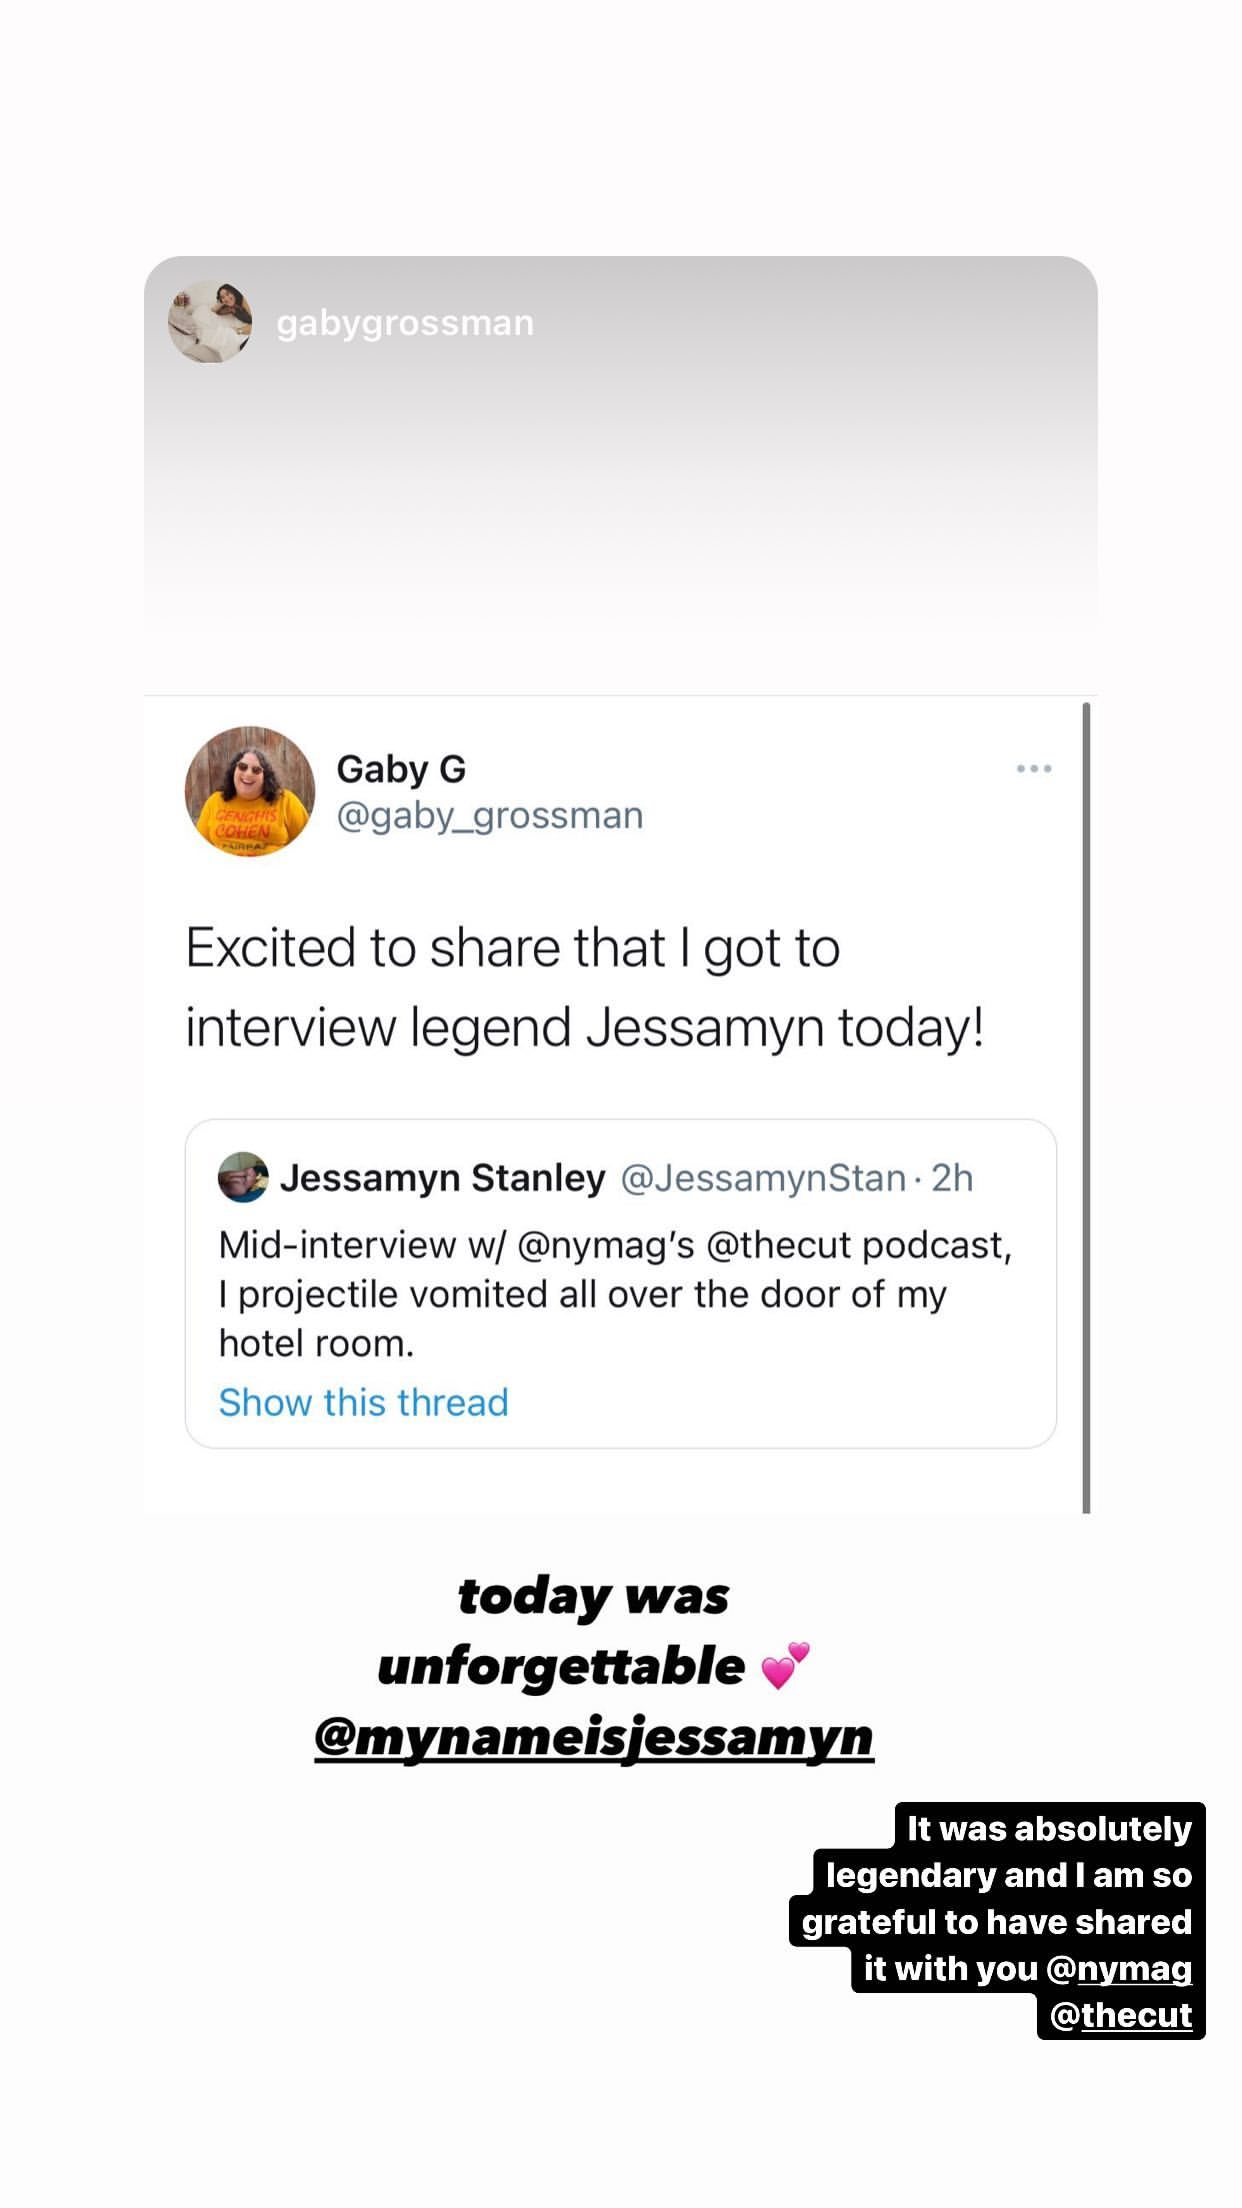 gabygrossman
Gaby G
@gaby_grossman
GENGHIS
COHEN
Excited to share that I got to
interview legend Jessamyn today!
Jessamyn Stanley @JessamynStan · 2h
Mid-interview w/ @nymag’s @thecut podcast,
I projectile vomited all over the door of my
hotel room.
Show this thread
today was
unforgettable 💕
@mynameisjessamyn
It was absolutely
legendary and I am so
grateful to have shared
it with you @nymag
@thecut